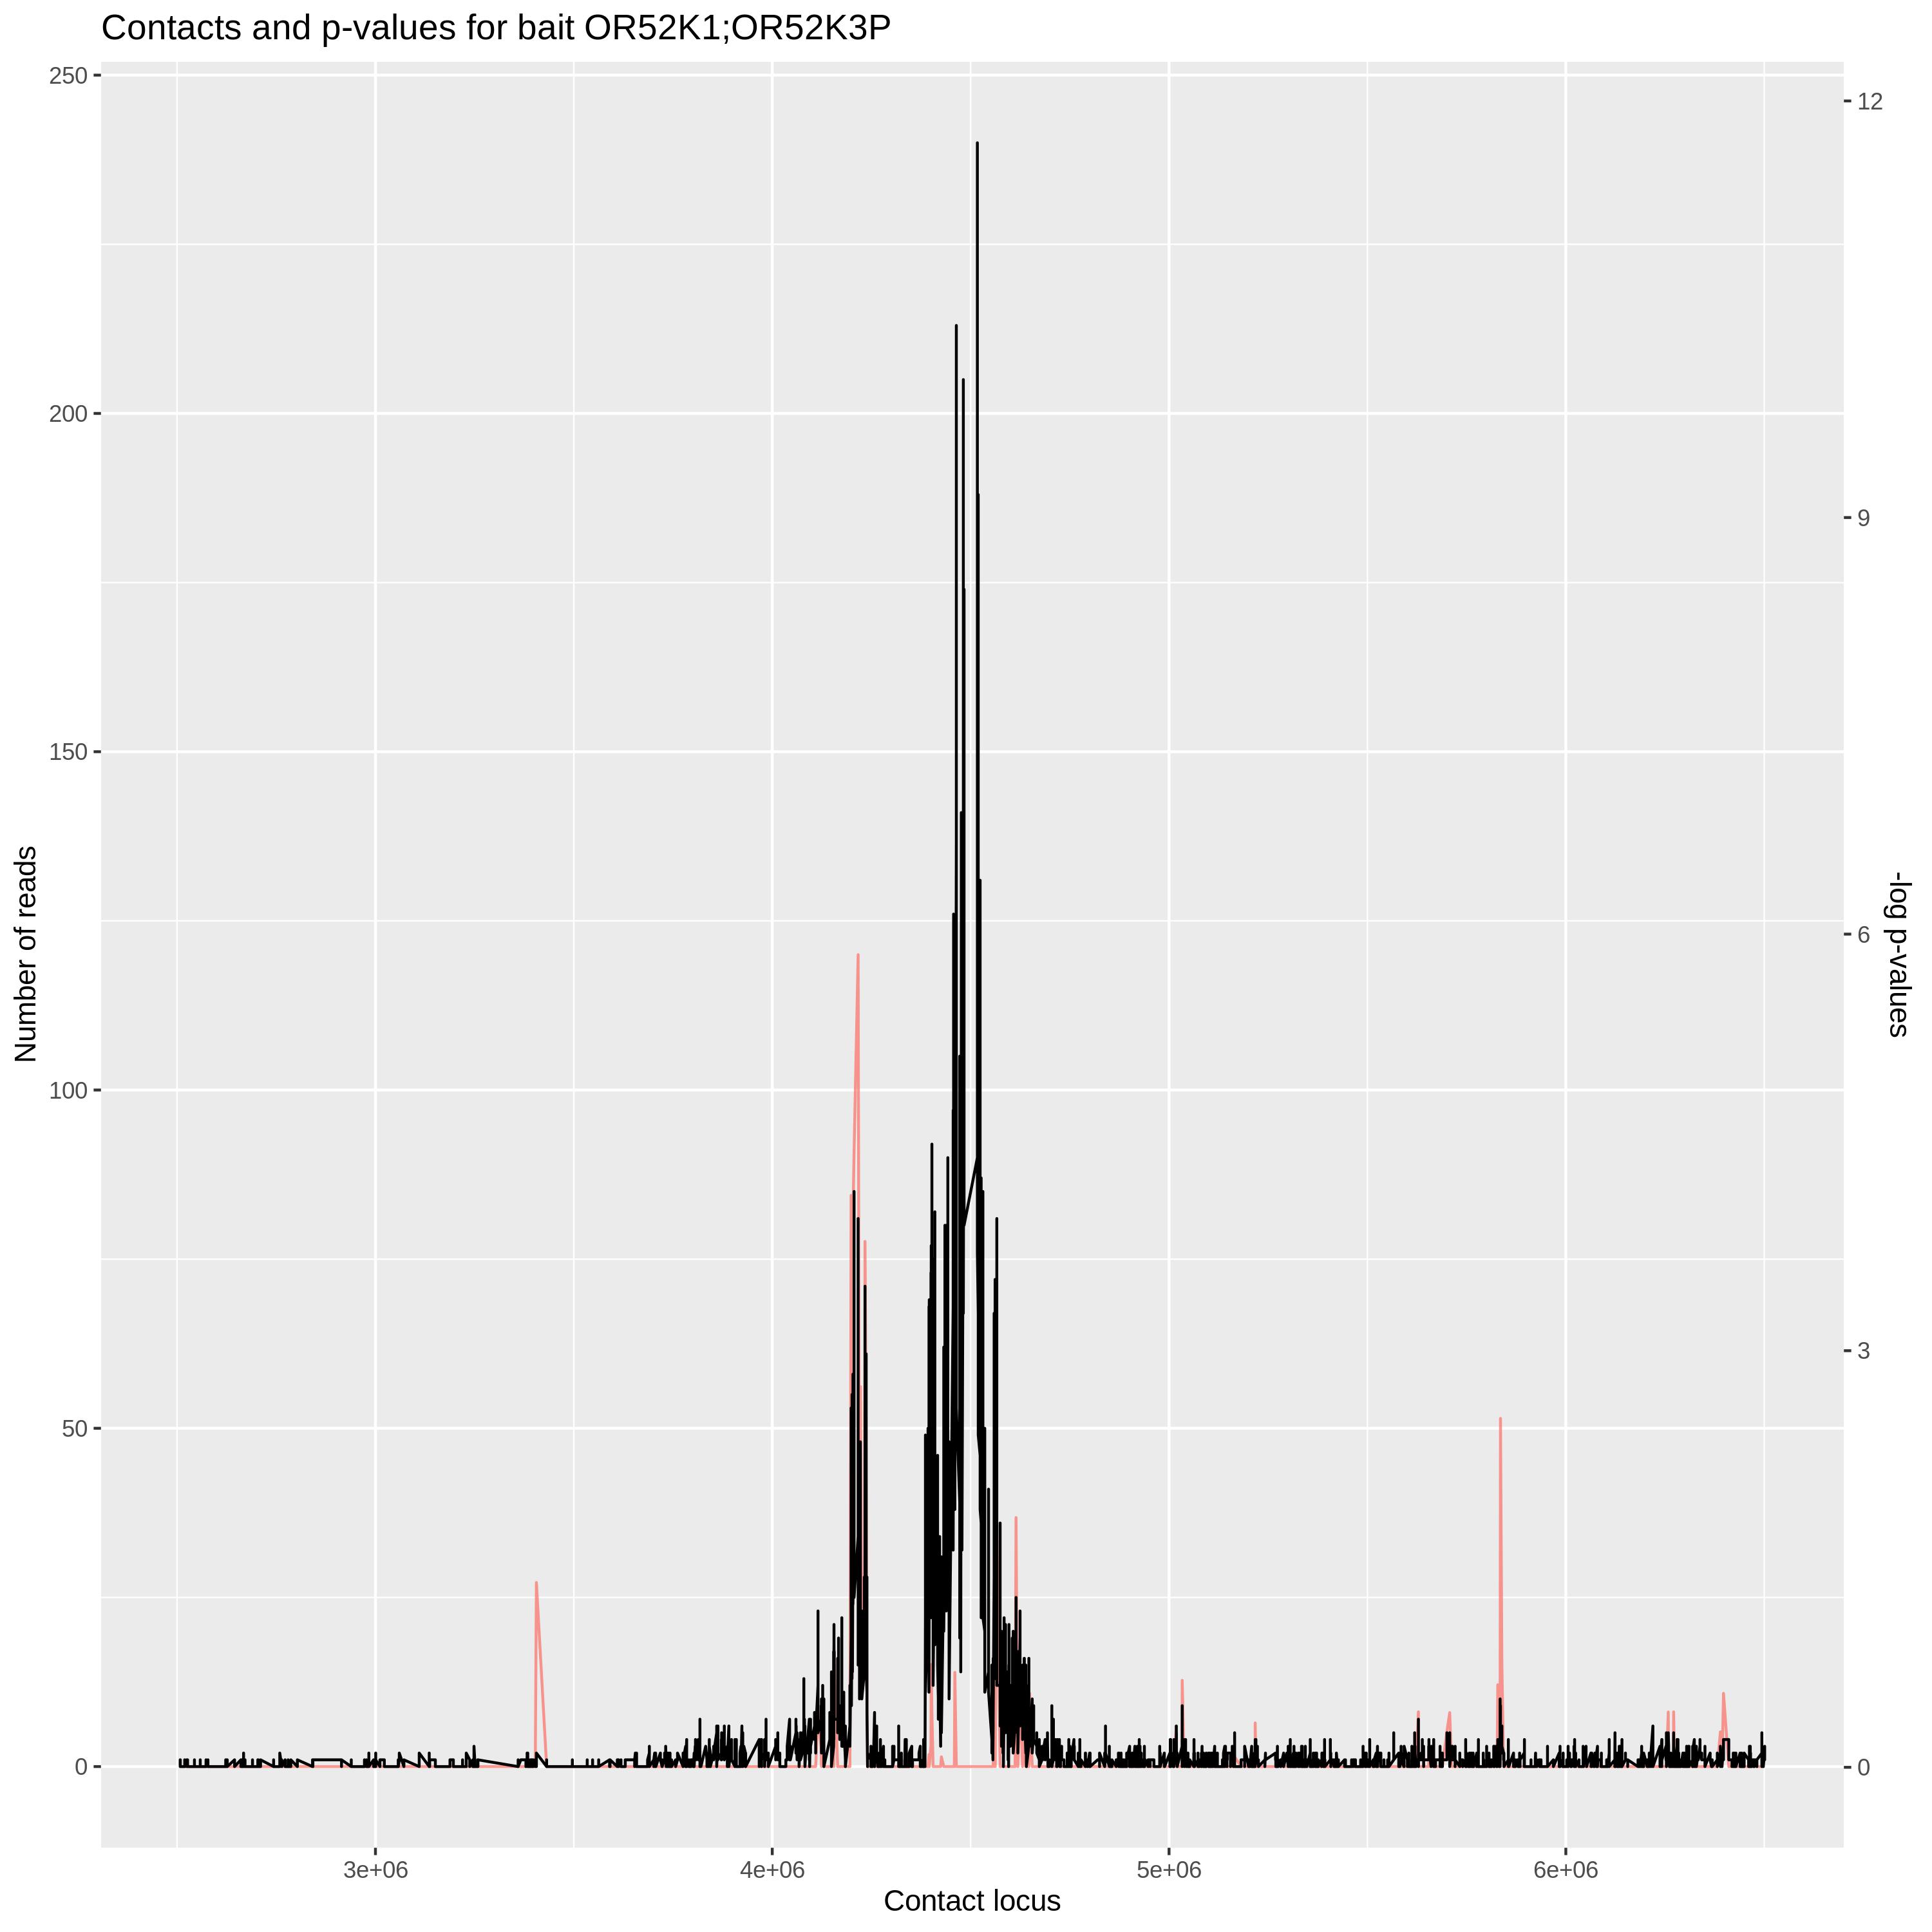 Contacts and p-values for bait OR52K1;OR52K3P
250
200
150
100
50
0
Number of reads
12
9
6
3
0
-log p-values
3e+06
4e+06
5e+06
6e+06
Contact locus